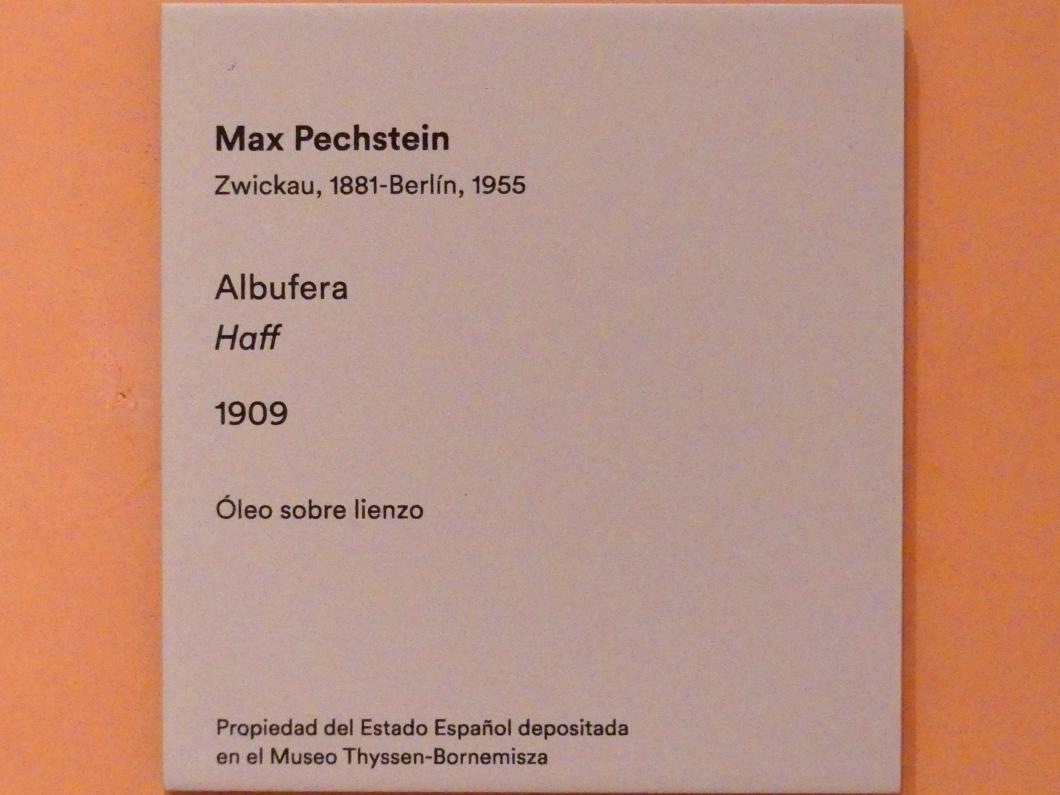 Max Pechstein
Zwickau, 1881-Berlín, 1955
Albufera
Haff
1909
Óleo sobre lienzo
Propiedad del Estado Español depositada
en el Museo Thyssen-Bornemisza